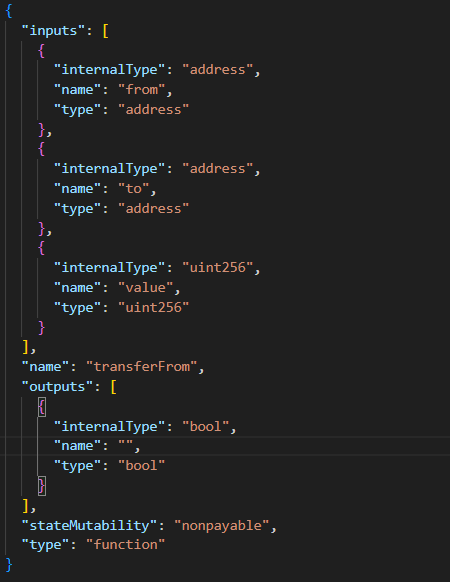 {
  "inputs": [
    {
      "internalType": "address",
      "name": "from",
      "type": "address"
    },
    {
      "internalType": "address",
      "name": "to",
      "type": "address"
    },
    {
      "internalType": "uint256",
      "name": "value",
      "type": "uint256"
    }
  ],
  "name": "transferFrom",
  "outputs": [
    {
      "internalType": "bool",
      "name": "",
      "type": "bool"
    }
  ],
  "stateMutability": "nonpayable",
  "type": "function"
}